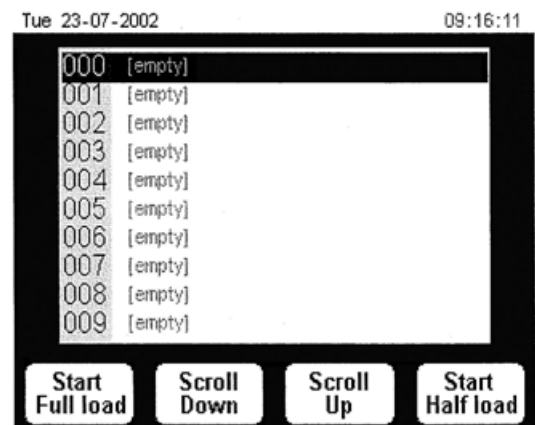 Tue 23-07-2002 09:16:11
000 [empty]
001 [empty]
002 [empty]
003 [empty]
004 [empty]
005 [empty]
006 [empty]
007 [empty]
008 [empty]
009 [empty]
Start Full load
Scroll Down
Scroll Up
Start Half load